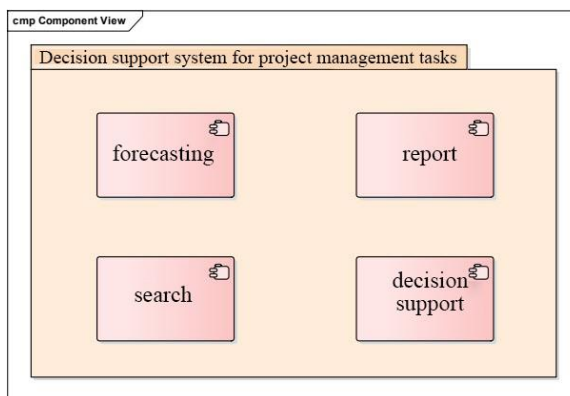 cmp Component View
Decision support system for project management tasks
forecasting
report
search
decision
support